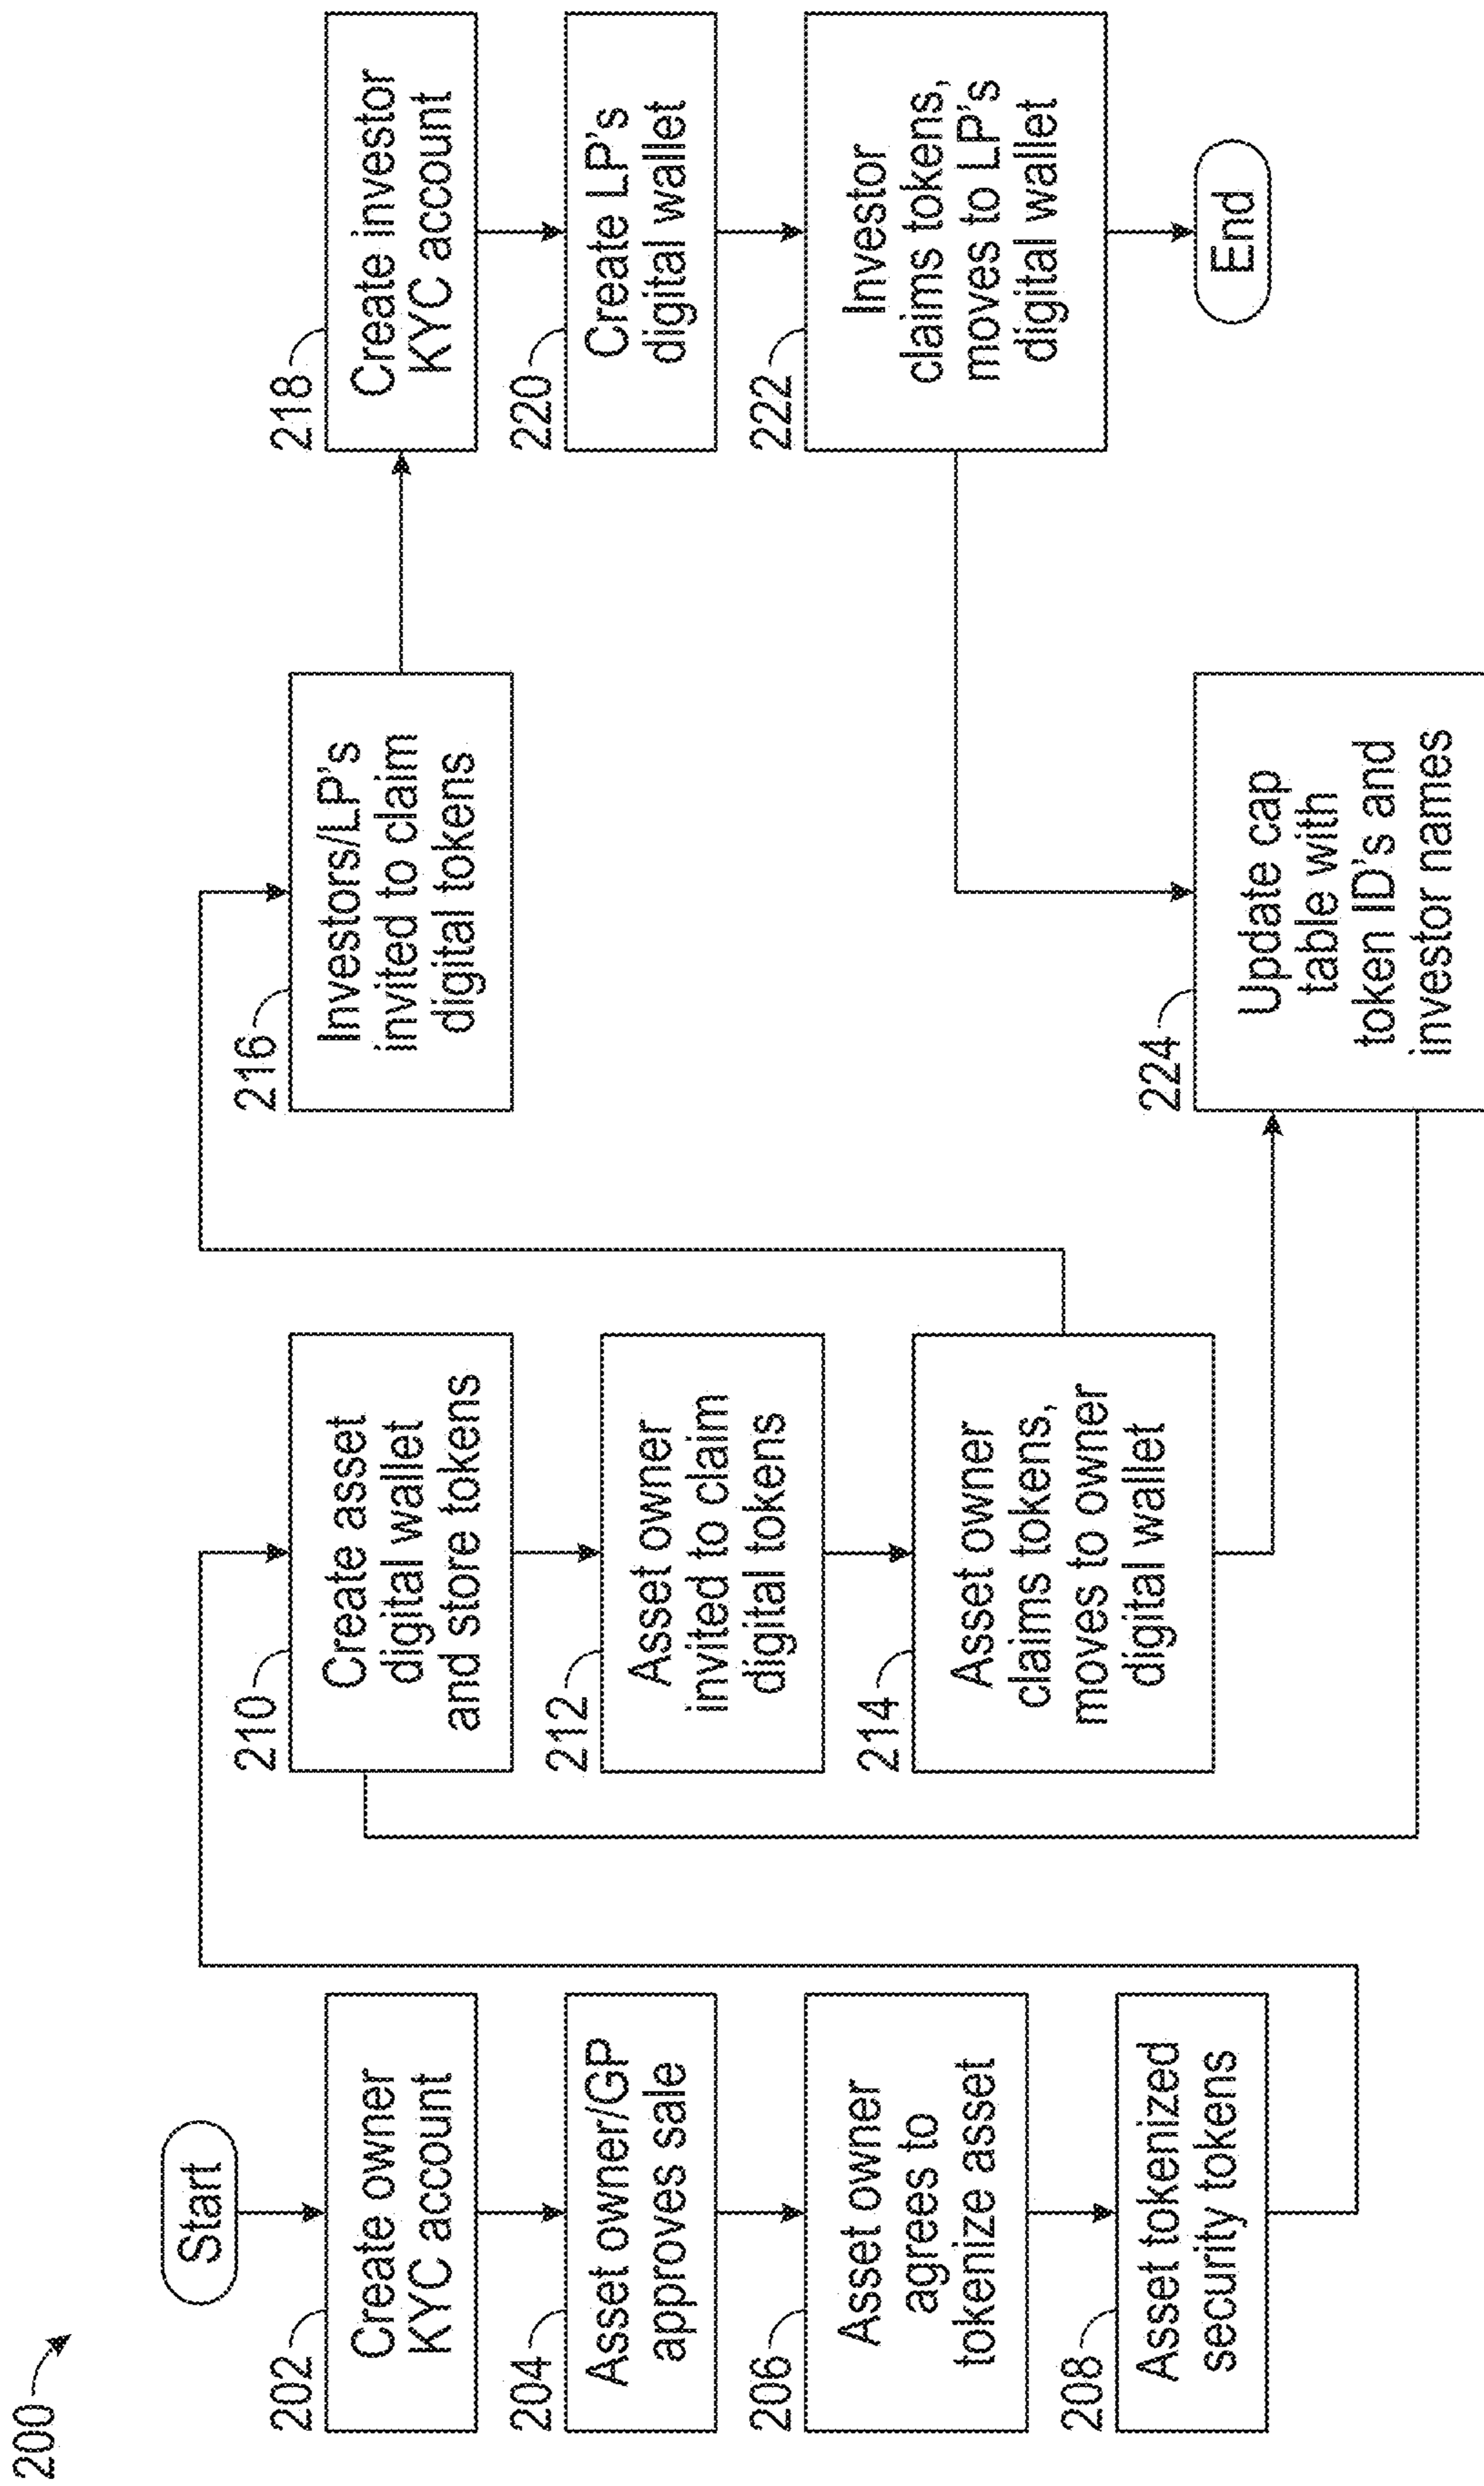 200
Start
202
Create owner
KYC account
204
Asset owner/GP
approves sale
206
Asset owner
agrees to
tokenize asset
208
Asset tokenized
security tokens
210
Create asset
digital wallet
and store tokens
212
Asset owner
invited to claim
digital tokens
214
Asset owner
claims tokens,
moves to owner
digital wallet
216
Investors/LP's
invited to claim
digital tokens
224
Update cap
table with
token ID's and
investor names
218
Create investor
KYC account
220
Create LP's
digital wallet
222
Investor
claims tokens,
moves to LP's
digital wallet
End